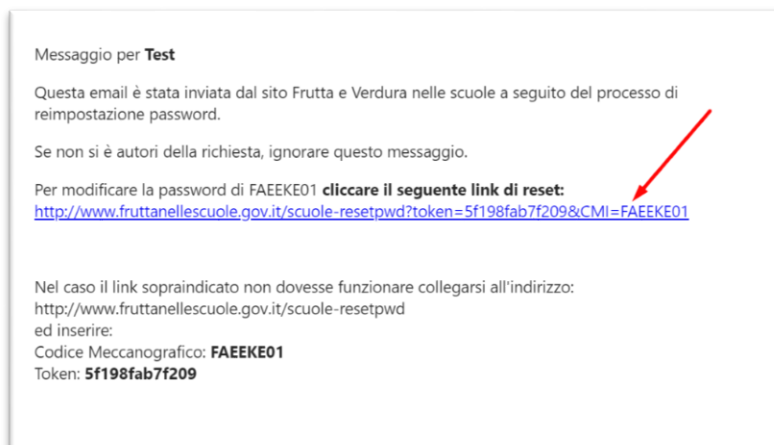 Messaggio per Test
Questa email è stata inviata dal sito Frutta e Verdura nelle scuole a seguito del processo di
reimpostazione password.
Se non si è autori della richiesta, ignorare questo messaggio.
Per modificare la password di FAEEKE01 cliccare il seguente link di reset:
http://www.fruttanellescuole.gov.it/scuole-resetpwd?token=5f198fab7f209&CMI=FAEEKE01
Nel caso il link sopraindicato non dovesse funzionare collegarsi all'indirizzo:
http://www.fruttanellescuole.gov.it/scuole-resetpwd
ed inserire:
Codice Meccanografico: FAEEKE01
Token: 5f198fab7f209